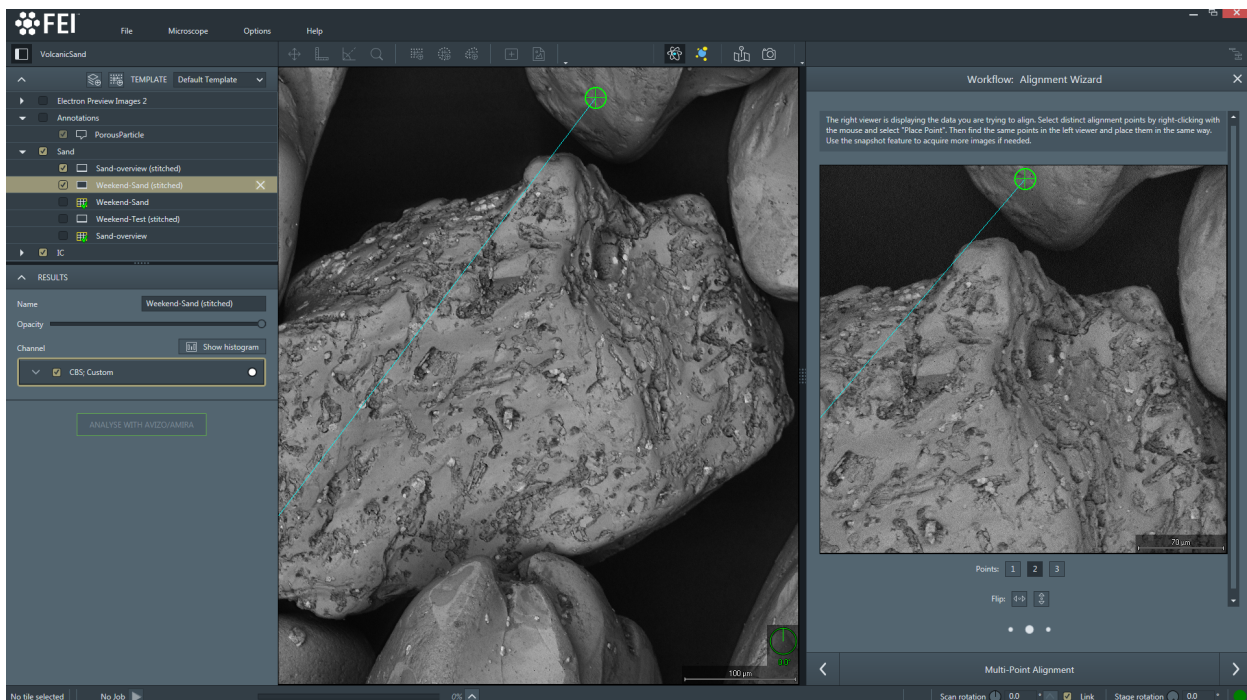 FEI
File Microscope Options Help
VolcanicSand
TEMPLATE Default Template
Electron Preview Images 2
Annotations
PorousParticle
Sand
Sand-overview (stitched)
Weekend-Sand (stitched)
Weekend-Sand
Weekend-Test (stitched)
Sand-overview
IC
RESULTS
Name Weekend-Sand (stitched)
Opacity
Channel Show histogram
CBS; Custom
ANALYSE WITH AVIZO/AMIRA
0.0°
100 µm
Workflow: Alignment Wizard
The right viewer is displaying the data you are trying to align. Select distinct alignment points by right-clicking with
the mouse and select "Place Point". Then find the same points in the left viewer and place them in the same way.
Use the snapshot feature to acquire more images if needed.
70 µm
Points: 1 2 3
Flip:
Multi-Point Alignment
No tile selected No Job 0% Scan rotation 0.0 ° Link Stage rotation 0.0 °